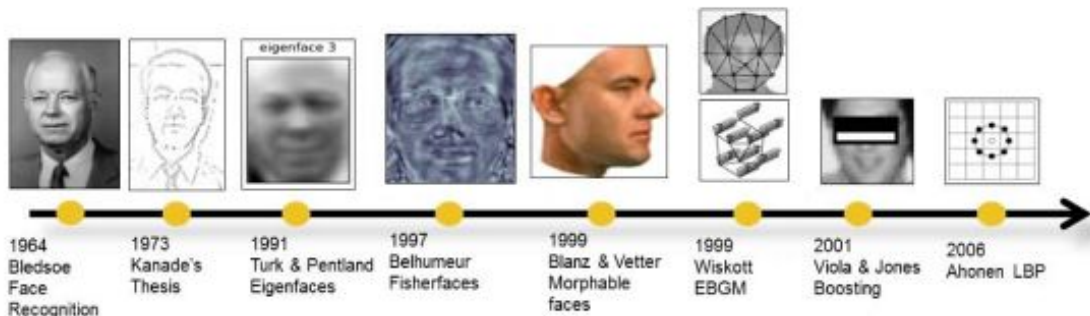 eigenface 3
1964
Bledsoe
Face
Recognition
1973
Kanade's
Thesis
1991
Turk & Pentland
Eigenfaces
1997
Belhumeur
Fisherfaces
1999
Blanz & Vetter
Morphable
faces
1999
Wiskott
EBGM
2001
Viola & Jones
Boosting
2006
Ahonen LBP